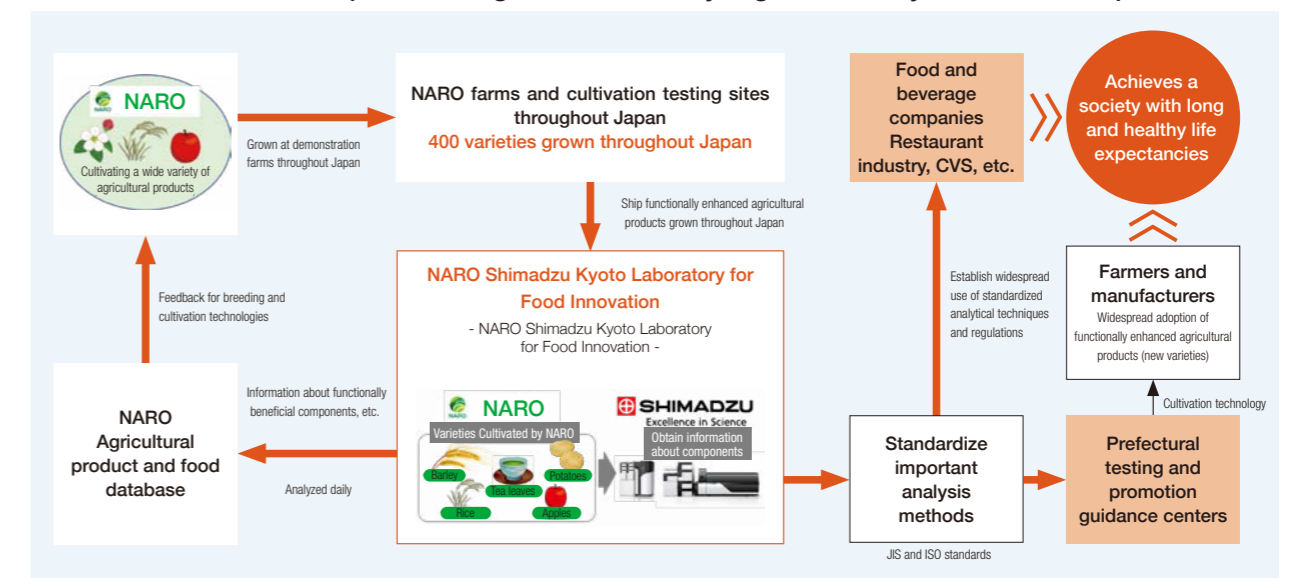 NARO
NARO
Cultivating a wide variety of
agricultural products
Grown at demonstration
farms throughout Japan
NARO farms and cultivation testing sites
throughout Japan
400 varieties grown throughout Japan
Ship functionally enhanced agricultural
products grown throughout Japan
NARO Shimadzu Kyoto Laboratory for
Food Innovation
- NARO Shimadzu Kyoto Laboratory
for Food Innovation -
NARO
NARO
Varieties Cultivated by NARO
Barley
Tea leaves
Potatoes
Rice
Apples
SHIMADZU
Excellence in Science
Obtain information
about components
Information about functionally
beneficial components, etc.
Analyzed daily
NARO
Agricultural
product and food
database
Feedback for breeding and
cultivation technologies
Standardize
important
analysis
methods
JIS and ISO standards
Establish widespread
use of standardized
analytical techniques
and regulations
Food and
beverage
companies
Restaurant
industry, CVS, etc.
Prefectural
testing and
promotion
guidance centers
Cultivation technology
Farmers and
manufacturers
Widespread adoption of
functionally enhanced agricultural
products (new varieties)
Achieves a
society with long
and healthy life
expectancies